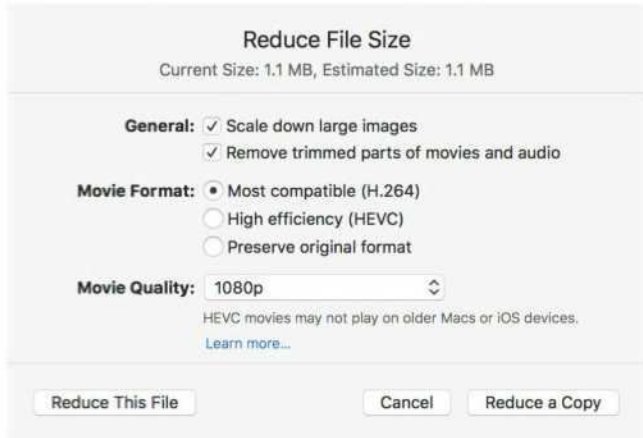 Reduce File Size
Current Size: 1.1 MB, Estimated Size: 1.1 MB
General: Scale down large images
Remove trimmed parts of movies and audio
Movie Format: Most compatible (H.264)
High efficiency (HEVC)
Preserve original format
Movie Quality: 1080p
HEVC movies may not play on older Macs or iOS devices.
Learn more...
Reduce This File Cancel Reduce a Copy